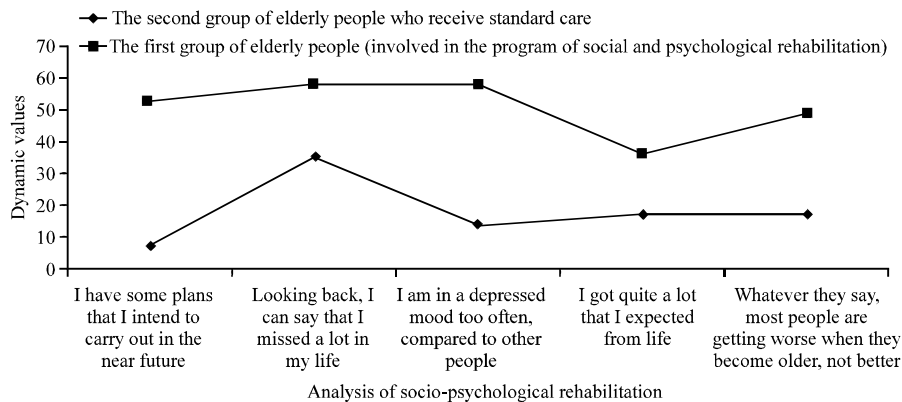 The second group of elderly people who receive standard care
The first group of elderly people (involved in the program of social and psychological rehabilitation)
Dynamic values
70
60
50
40
30
20
10
0
I have some plans
that I intend to
carry out in the
near future
Looking back, I
can say that I
missed a lot in
my life
I am in a depressed
mood too often,
compared to other
people
I got quite a lot
that I expected
from life
Whatever they say,
most people are
getting worse when they
become older, not better
Analysis of socio-psychological rehabilitation